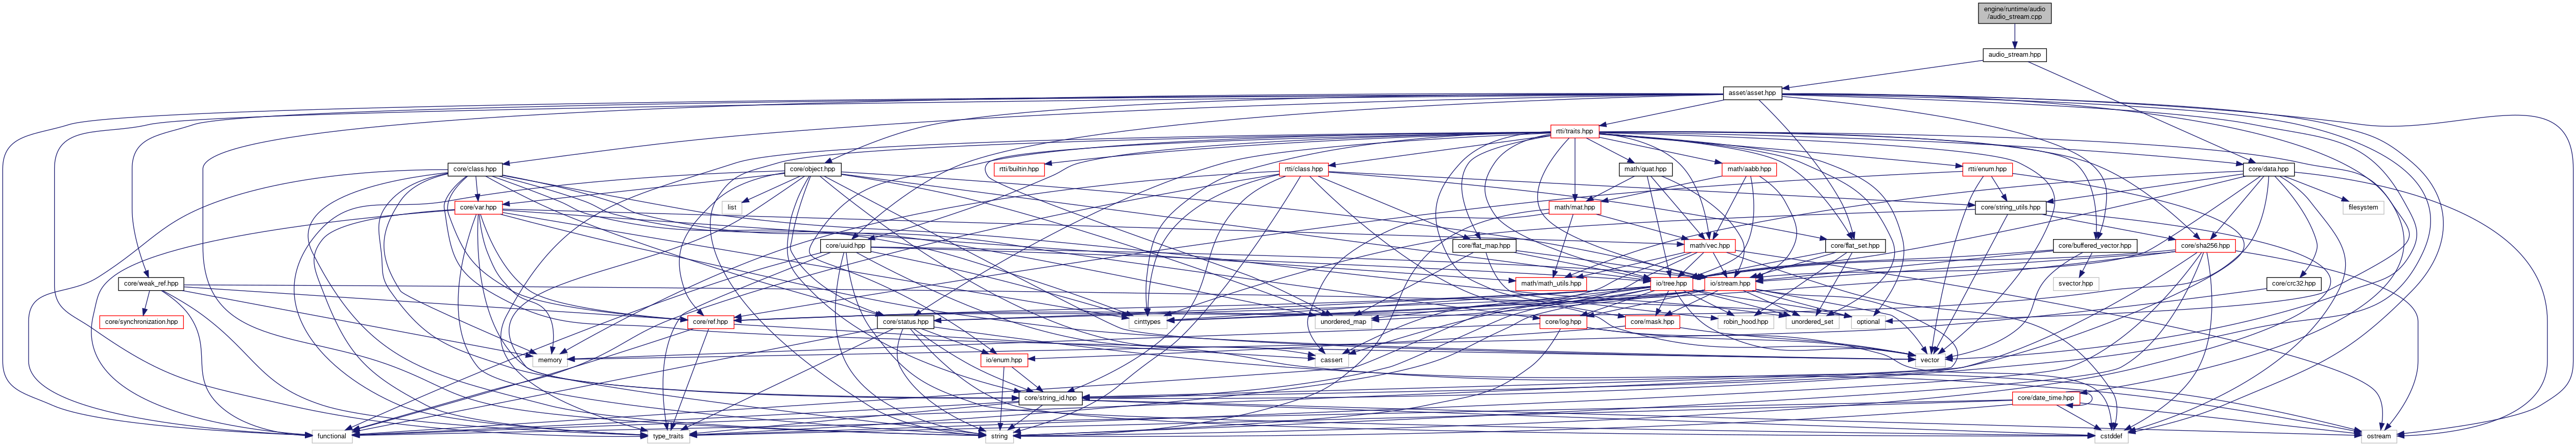 engine/runtime/audio
/audio_stream.cpp
audio_stream.hpp
asset/asset.hpp
rtti/traits.hpp
core/class.hpp
core/object.hpp
rtti/builtin.hpp
rtti/class.hpp
math/quat.hpp
math/aabb.hpp
rtti/enum.hpp
core/data.hpp
core/var.hpp
list
math/mat.hpp
core/string_utils.hpp
filesystem
core/uuid.hpp
core/flat_map.hpp
math/vec.hpp
core/flat_set.hpp
core/buffered_vector.hpp
core/sha256.hpp
core/weak_ref.hpp
math/math_utils.hpp
io/tree.hpp
io/stream.hpp
svector.hpp
core/crc32.hpp
core/synchronization.hpp
core/ref.hpp
core/status.hpp
cinttypes
unordered_map
core/log.hpp
core/mask.hpp
robin_hood.hpp
unordered_set
optional
memory
io/enum.hpp
cassert
vector
core/string_id.hpp
core/date_time.hpp
functional
type_traits
string
cstddef
ostream